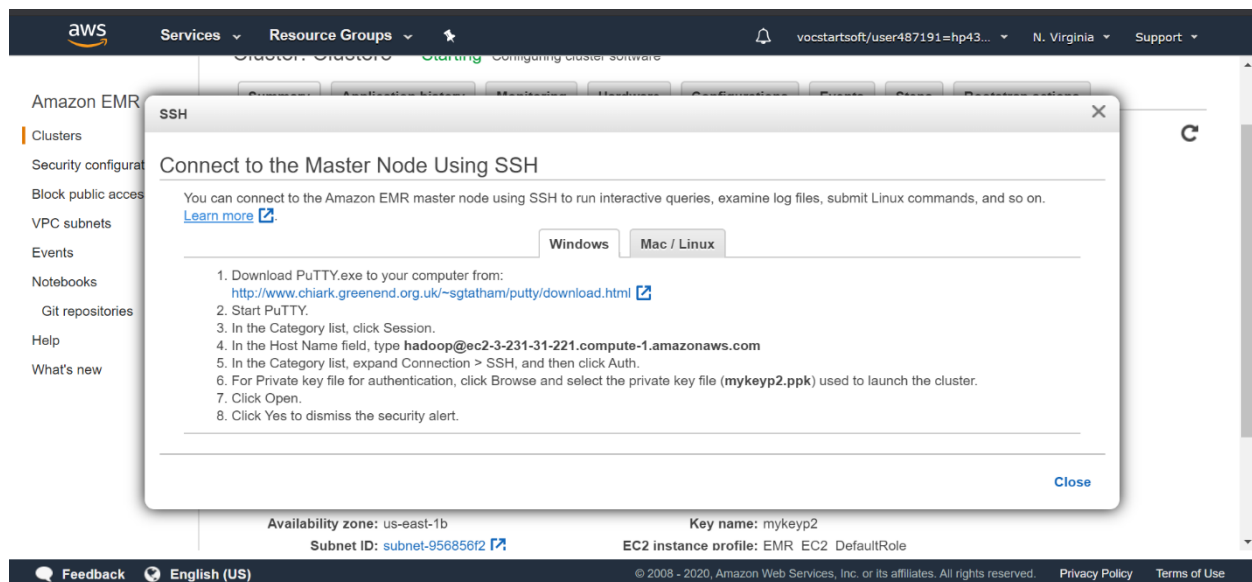 aws Services Resource Groups vocstartsoft/user487191=hp43... N. Virginia Support
Starting Configuring cluster software
Amazon EMR
Clusters
Security configurat
Block public acces
VPC subnets
Events
Notebooks
Git repositories
Help
What's new
SSH
Connect to the Master Node Using SSH
You can connect to the Amazon EMR master node using SSH to run interactive queries, examine log files, submit Linux commands, and so on.
Learn more.
Windows Mac / Linux
1. Download PuTTY.exe to your computer from:
http://www.chiark.greenend.org.uk/~sgtatham/putty/download.html
2. Start PuTTY.
3. In the Category list, click Session.
4. In the Host Name field, type hadoop@ec2-3-231-31-221.compute-1.amazonaws.com
5. In the Category list, expand Connection > SSH, and then click Auth.
6. For Private key file for authentication, click Browse and select the private key file (mykeyp2.ppk) used to launch the cluster.
7. Click Open.
8. Click Yes to dismiss the security alert.
Close
Availability zone: us-east-1b Key name: mykeyp2
Subnet ID: subnet-956856f2 EC2 instance profile: EMR_EC2_DefaultRole
Feedback English (US) © 2008 - 2020, Amazon Web Services, Inc. or its affiliates. All rights reserved. Privacy Policy Terms of Use